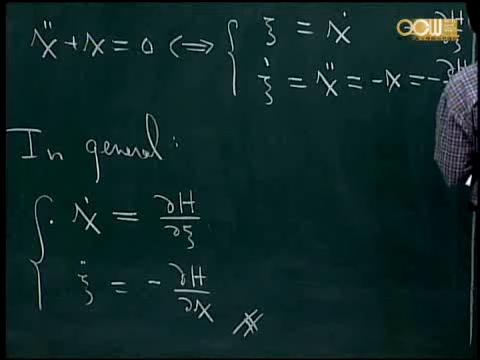 ẍ + x = 0 ⟺ { ξ = ẋ ∂H/∂ξ
ξ̇ = ẍ = -x = -∂H
In general:
{ ẋ = ∂H/∂ξ
ξ̇ = -∂H/∂x